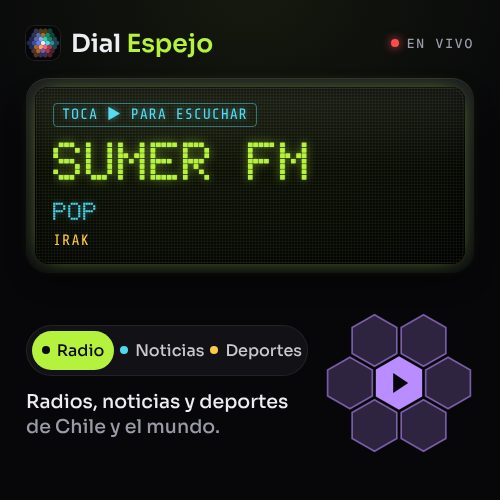 Dial Espejo
EN VIVO
TOCA ▶ PARA ESCUCHAR
SUMER FM
POP
IRAK
Radio Noticias Deportes
Radios, noticias y deportes
de Chile y el mundo.